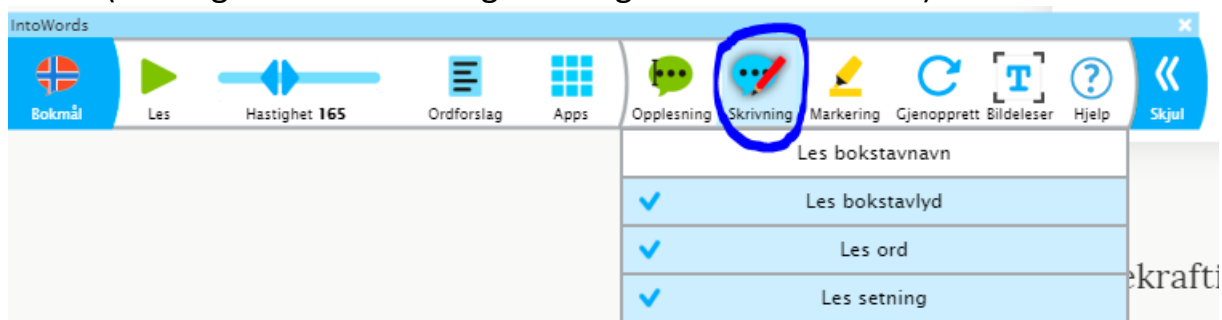 IntoWords
Bokmål Les Hastighet 165 Ordforslag Apps Opplesning Skrivning Markering Gjenopprett Bildeleser Hjelp Skjul
Les bokstavnavn
Les bokstavlyd
Les ord
ekrafti
Les setning